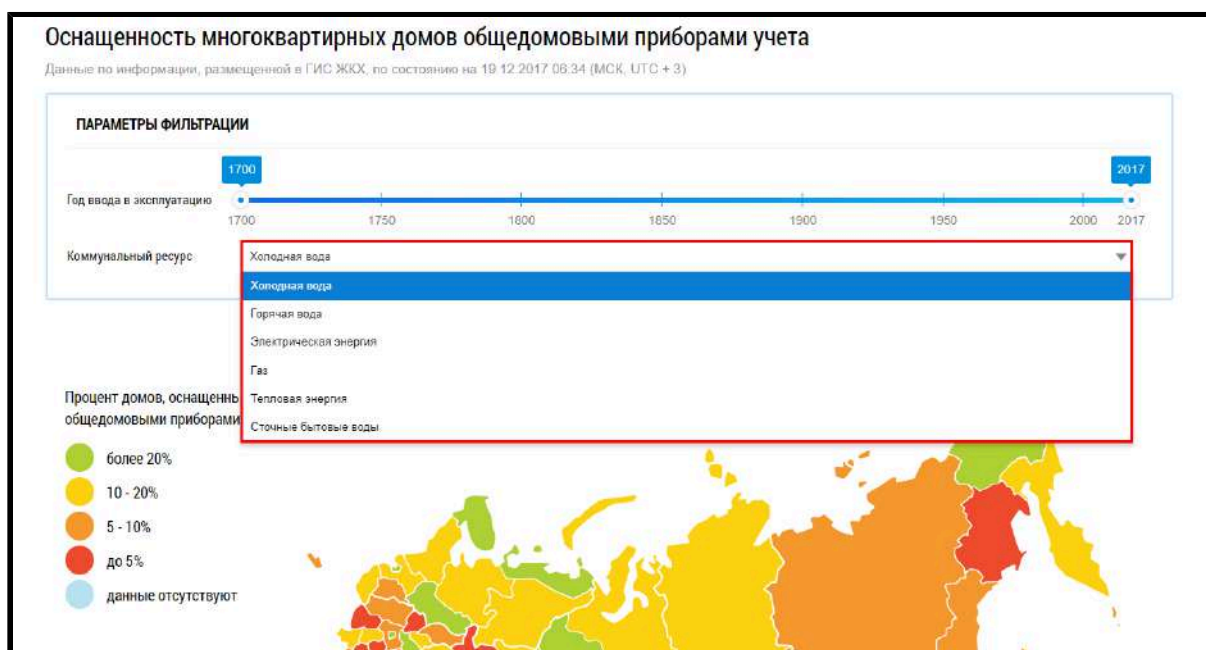 Оснащенность многоквартирных домов общедомовыми приборами учета
Данные по информации, размещенной в ГИС ЖКХ, по состоянию на 19.12.2017 06:34 (МСК, UTC + 3)
ПАРАМЕТРЫ ФИЛЬТРАЦИИ
1700 2017
Год ввода в эксплуатацию
1700 1750 1800 1850 1900 1950 2000 2017
Коммунальный ресурс Холодная вода
Холодная вода
Горячая вода
Электрическая энергия
Газ
Тепловая энергия
Сточные бытовые воды
Процент домов, оснащеннь
общедомовыми приборами
более 20%
10 - 20%
5 - 10%
до 5%
данные отсутствуют